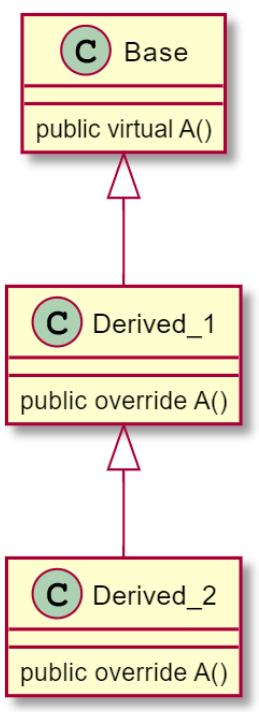 C Base
public virtual A()
C Derived_1
public override A()
C Derived_2
public override A()